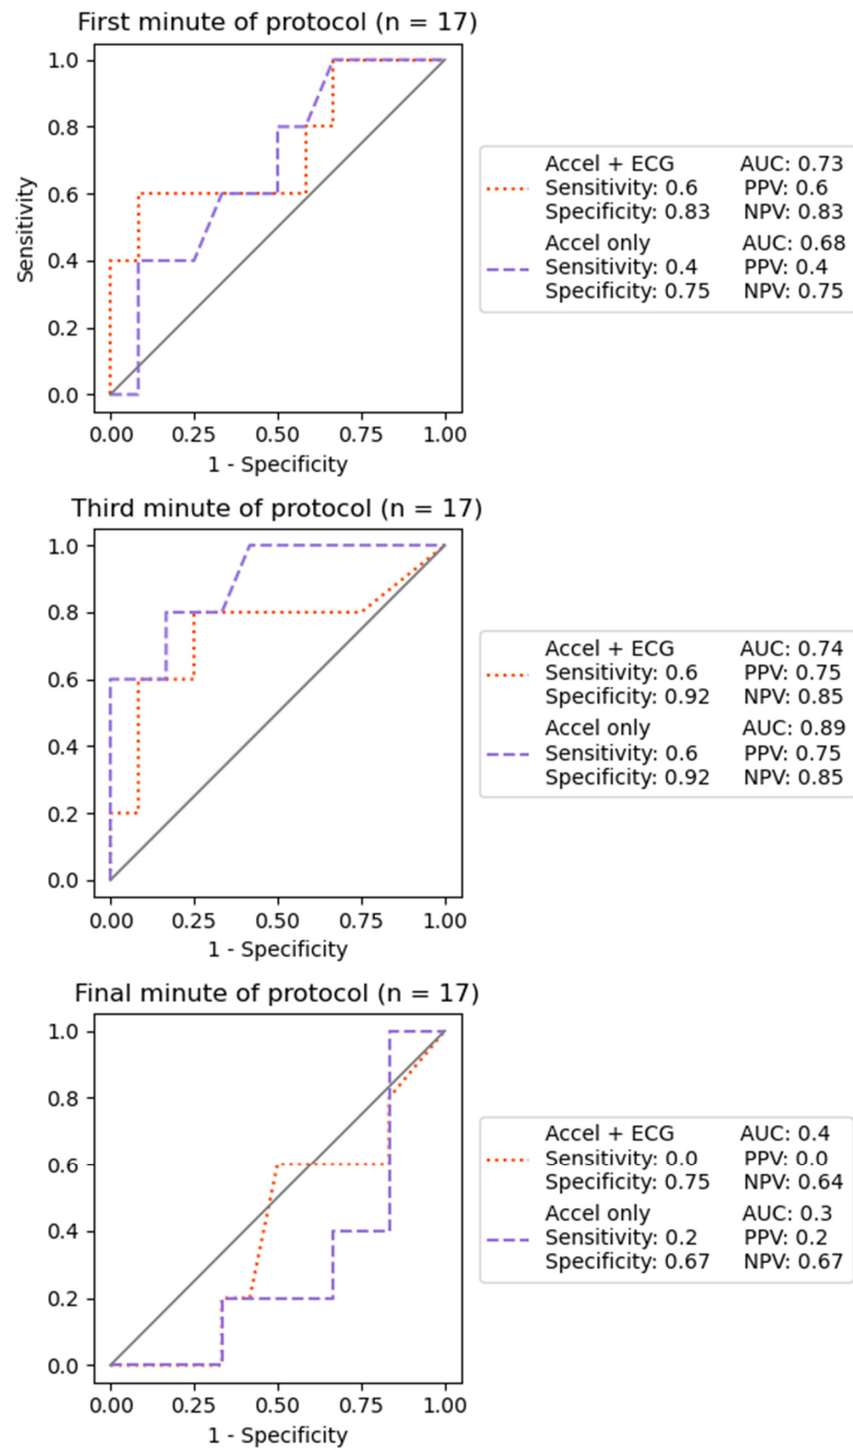 First minute of protocol (n = 17)
1.0
0.8
0.6
0.4
0.2
0.0
Sensitivity
0.00 0.25 0.50 0.75 1.00
1 - Specificity
Accel + ECG AUC: 0.73
Sensitivity: 0.6 PPV: 0.6
Specificity: 0.83 NPV: 0.83
Accel only AUC: 0.68
Sensitivity: 0.4 PPV: 0.4
Specificity: 0.75 NPV: 0.75
Third minute of protocol (n = 17)
1.0
0.8
0.6
0.4
0.2
0.0
0.00 0.25 0.50 0.75 1.00
1 - Specificity
Accel + ECG AUC: 0.74
Sensitivity: 0.6 PPV: 0.75
Specificity: 0.92 NPV: 0.85
Accel only AUC: 0.89
Sensitivity: 0.6 PPV: 0.75
Specificity: 0.92 NPV: 0.85
Final minute of protocol (n = 17)
1.0
0.8
0.6
0.4
0.2
0.0
0.00 0.25 0.50 0.75 1.00
1 - Specificity
Accel + ECG AUC: 0.4
Sensitivity: 0.0 PPV: 0.0
Specificity: 0.75 NPV: 0.64
Accel only AUC: 0.3
Sensitivity: 0.2 PPV: 0.2
Specificity: 0.67 NPV: 0.67